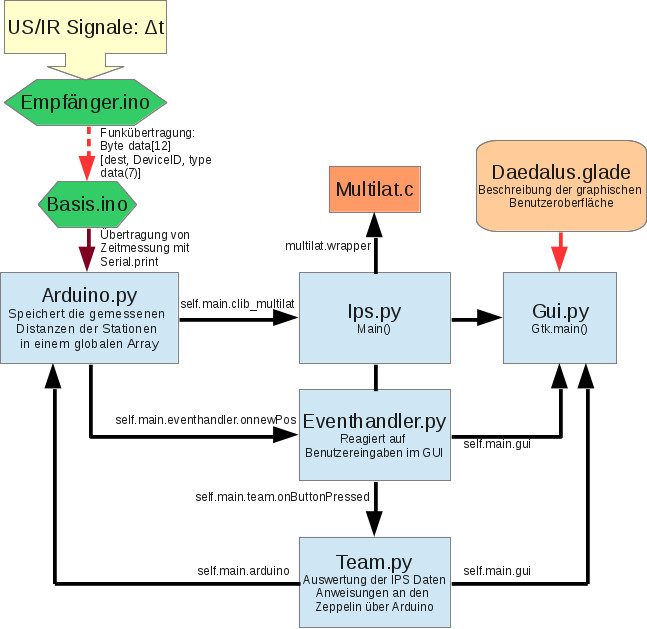 US/IR Signale: Δt
Empfänger.ino
Funkübertragung:
Byte data[12]
[dest, DeviceID, type
data(7)]
Basis.ino
Übertragung von
Zeitmessung mit
Serial.print
Multilat.c
multilat.wrapper
Daedalus.glade
Beschreibung der graphischen
Benutzeroberfläche
Arduino.py
Speichert die gemessenen
Distanzen der Stationen
in einem globalen Array
self.main.clib_multilat
Ips.py
Main()
Gui.py
Gtk.main()
self.main.eventhandler.onnewPos
Eventhandler.py
Reagiert auf
Benutzereingaben im GUI
self.main.gui
self.main.team.onButtonPressed
self.main.arduino
Team.py
Auswertung der IPS Daten
Anweisungen an den
Zeppelin über Arduino
self.main.gui